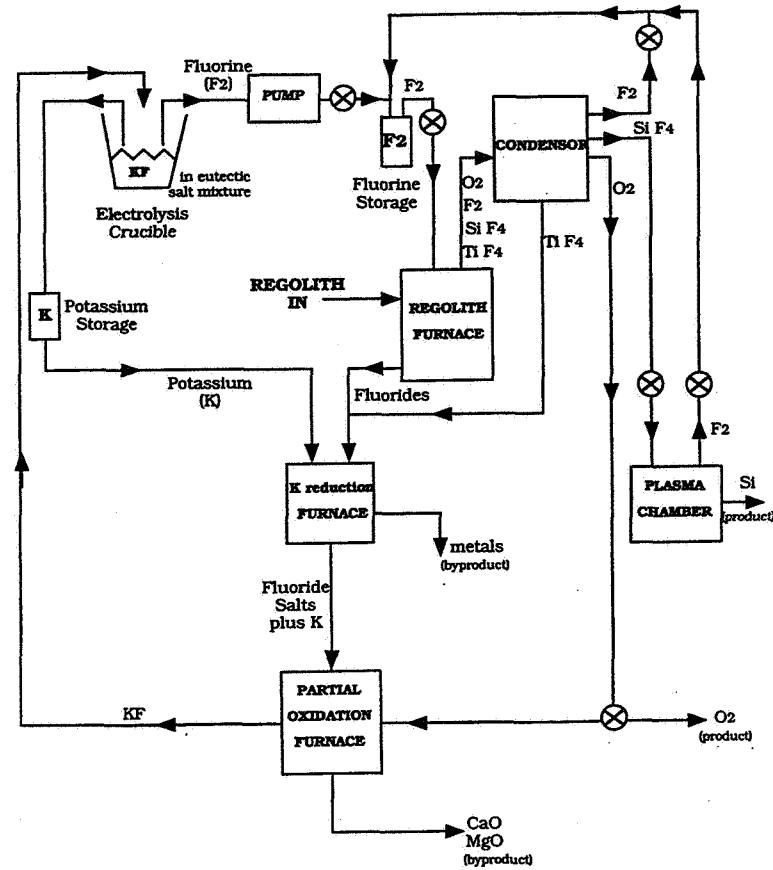 Fluorine
(F2)
PUMP
F2
F2
KF
in eutectic
salt mixture
Electrolysis
Crucible
Fluorine
Storage
CONDENSOR
F2
Si F4
O2
O2
F2
Si F4
Ti F4
Ti F4
REGOLITH
IN
REGOLITH
FURNACE
K
Potassium
Storage
Potassium
(K)
Fluorides
F2
K reduction
FURNACE
metals
(byproduct)
PLASMA
CHAMBER
Si
(product)
Fluoride
Salts
plus K
PARTIAL
OXIDATION
FURNACE
KF
O2
(product)
CaO
MgO
(byproduct)